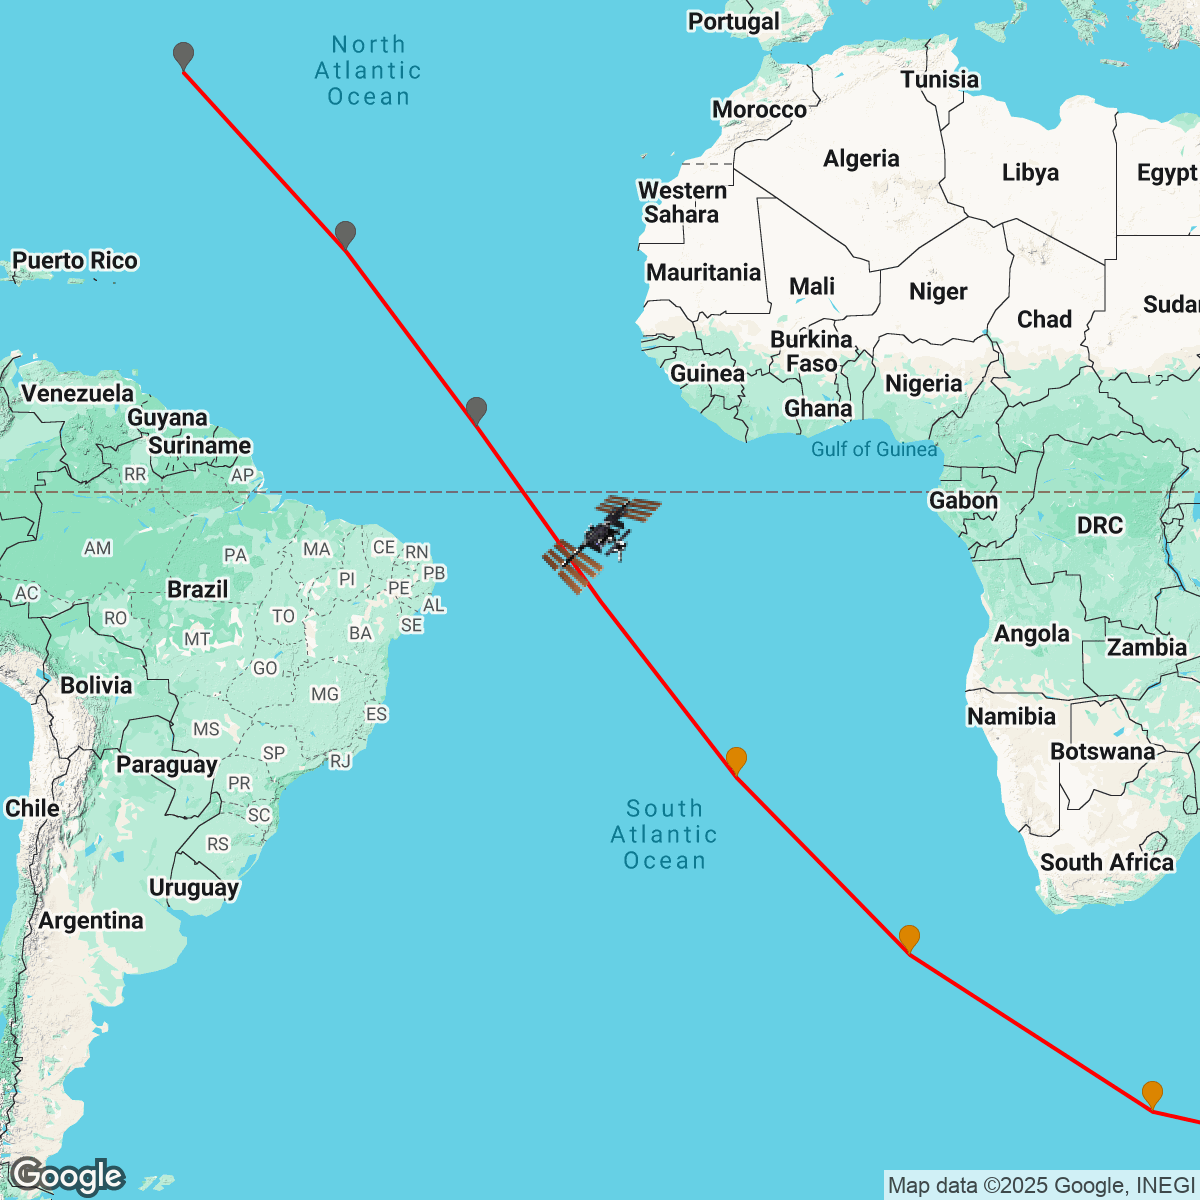 Portugal
North
Atlantic
Ocean
Tunisia
Morocco
Algeria
Libya
Egypt
Western
Sahara
Puerto Rico
Mauritania
Mali
Niger
Chad
Sudan
Burkina
Faso
Guinea
Nigeria
Venezuela
Guyana
Ghana
Suriname
Gulf of Guinea
RR
AP
Gabon
DRC
AM
PA
MA
CE
RN
PI
PB
PE
AC
Brazil
AL
RO
TO
SE
MT
BA
Angola
Zambia
GO
Bolivia
MG
ES
Namibia
MS
SP
RJ
Botswana
Paraguay
PR
Chile
SC
South
Atlantic
Ocean
RS
South Africa
Uruguay
Argentina
Google
Map data ©2025 Google, INEGI